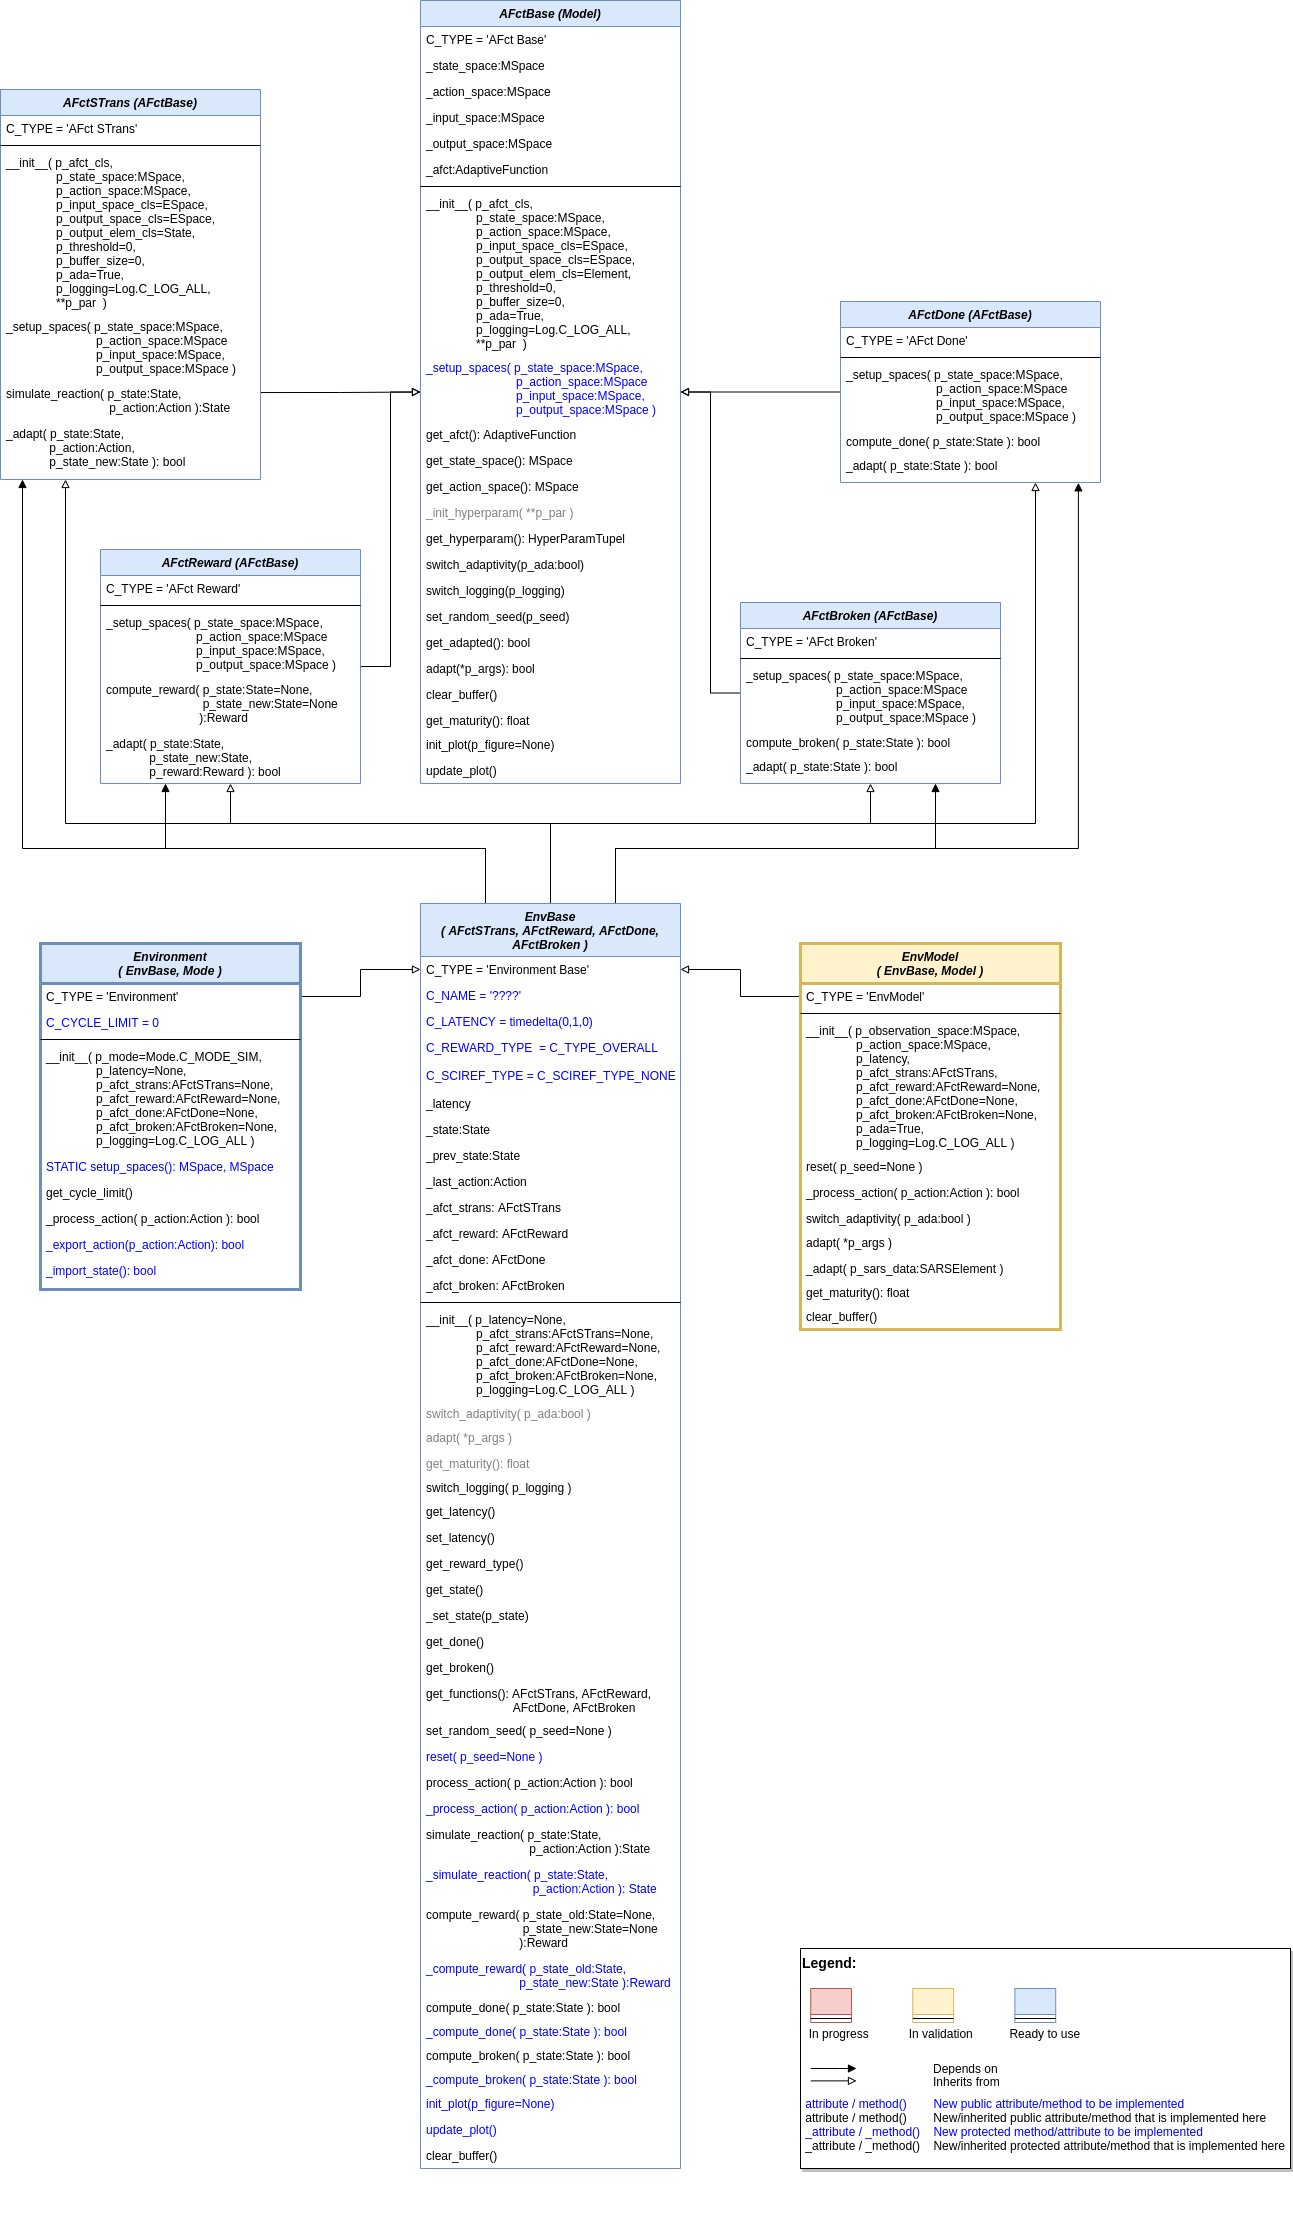 AFctBase (Model)
C_TYPE = 'AFct Base'
_state_space:MSpace
_action_space:MSpace
_input_space:MSpace
_output_space:MSpace
_afct:AdaptiveFunction
__init__( p_afct_cls,
p_state_space:MSpace,
p_action_space:MSpace,
p_input_space_cls=ESpace,
p_output_space_cls=ESpace,
p_output_elem_cls=Element,
p_threshold=0,
p_buffer_size=0,
p_ada=True,
p_logging=Log.C_LOG_ALL,
**p_par )
_setup_spaces( p_state_space:MSpace,
p_action_space:MSpace
p_input_space:MSpace,
p_output_space:MSpace )
get_afct(): AdaptiveFunction
get_state_space(): MSpace
get_action_space(): MSpace
_init_hyperparam( **p_par )
get_hyperparam(): HyperParamTupel
switch_adaptivity(p_ada:bool)
switch_logging(p_logging)
set_random_seed(p_seed)
get_adapted(): bool
adapt(*p_args): bool
clear_buffer()
get_maturity(): float
init_plot(p_figure=None)
update_plot()
AFctSTrans (AFctBase)
C_TYPE = 'AFct STrans'
__init__( p_afct_cls,
p_state_space:MSpace,
p_action_space:MSpace,
p_input_space_cls=ESpace,
p_output_space_cls=ESpace,
p_output_elem_cls=State,
p_threshold=0,
p_buffer_size=0,
p_ada=True,
p_logging=Log.C_LOG_ALL,
**p_par )
_setup_spaces( p_state_space:MSpace,
p_action_space:MSpace
p_input_space:MSpace,
p_output_space:MSpace )
simulate_reaction( p_state:State,
p_action:Action ):State
_adapt( p_state:State,
p_action:Action,
p_state_new:State ): bool
AFctDone (AFctBase)
C_TYPE = 'AFct Done'
_setup_spaces( p_state_space:MSpace,
p_action_space:MSpace
p_input_space:MSpace,
p_output_space:MSpace )
compute_done( p_state:State ): bool
_adapt( p_state:State ): bool
AFctReward (AFctBase)
C_TYPE = 'AFct Reward'
_setup_spaces( p_state_space:MSpace,
p_action_space:MSpace
p_input_space:MSpace,
p_output_space:MSpace )
compute_reward( p_state:State=None,
p_state_new:State=None
):Reward
_adapt( p_state:State,
p_state_new:State,
p_reward:Reward ): bool
AFctBroken (AFctBase)
C_TYPE = 'AFct Broken'
_setup_spaces( p_state_space:MSpace,
p_action_space:MSpace
p_input_space:MSpace,
p_output_space:MSpace )
compute_broken( p_state:State ): bool
_adapt( p_state:State ): bool
Environment
( EnvBase, Mode )
C_TYPE = 'Environment'
C_CYCLE_LIMIT = 0
__init__( p_mode=Mode.C_MODE_SIM,
p_latency=None,
p_afct_strans:AFctSTrans=None,
p_afct_reward:AFctReward=None,
p_afct_done:AFctDone=None,
p_afct_broken:AFctBroken=None,
p_logging=Log.C_LOG_ALL )
STATIC setup_spaces(): MSpace, MSpace
get_cycle_limit()
_process_action( p_action:Action ): bool
_export_action(p_action:Action): bool
_import_state(): bool
EnvBase
( AFctSTrans, AFctReward, AFctDone,
AFctBroken )
C_TYPE = 'Environment Base'
C_NAME = '????'
C_LATENCY = timedelta(0,1,0)
C_REWARD_TYPE  = C_TYPE_OVERALL
C_SCIREF_TYPE = C_SCIREF_TYPE_NONE
_latency
_state:State
_prev_state:State
_last_action:Action
_afct_strans: AFctSTrans
_afct_reward: AFctReward
_afct_done: AFctDone
_afct_broken: AFctBroken
__init__( p_latency=None,
p_afct_strans:AFctSTrans=None,
p_afct_reward:AFctReward=None,
p_afct_done:AFctDone=None,
p_afct_broken:AFctBroken=None,
p_logging=Log.C_LOG_ALL )
switch_adaptivity( p_ada:bool )
adapt( *p_args )
get_maturity(): float
switch_logging( p_logging )
get_latency()
set_latency()
get_reward_type()
get_state()
_set_state(p_state)
get_done()
get_broken()
get_functions(): AFctSTrans, AFctReward,
AFctDone, AFctBroken
set_random_seed( p_seed=None )
reset( p_seed=None )
process_action( p_action:Action ): bool
_process_action( p_action:Action ): bool
simulate_reaction( p_state:State,
p_action:Action ):State
_simulate_reaction( p_state:State,
p_action:Action ): State
compute_reward( p_state_old:State=None,
p_state_new:State=None
):Reward
_compute_reward( p_state_old:State,
p_state_new:State ):Reward
compute_done( p_state:State ): bool
_compute_done( p_state:State ): bool
compute_broken( p_state:State ): bool
_compute_broken( p_state:State ): bool
init_plot(p_figure=None)
update_plot()
clear_buffer()
EnvModel
( EnvBase, Model )
C_TYPE = 'EnvModel'
__init__( p_observation_space:MSpace,
p_action_space:MSpace,
p_latency,
p_afct_strans:AFctSTrans,
p_afct_reward:AFctReward=None,
p_afct_done:AFctDone=None,
p_afct_broken:AFctBroken=None,
p_ada=True,
p_logging=Log.C_LOG_ALL )
reset( p_seed=None )
_process_action( p_action:Action ): bool
switch_adaptivity( p_ada:bool )
adapt( *p_args )
_adapt( p_sars_data:SARSElement )
get_maturity(): float
clear_buffer()
Legend:
In progress
In validation
Ready to use
Depends on
Inherits from
attribute / method() New public attribute/method to be implemented
attribute / method() New/inherited public attribute/method that is implemented here
_attribute / _method() New protected method/attribute to be implemented
_attribute / _method() New/inherited protected attribute/method that is implemented here